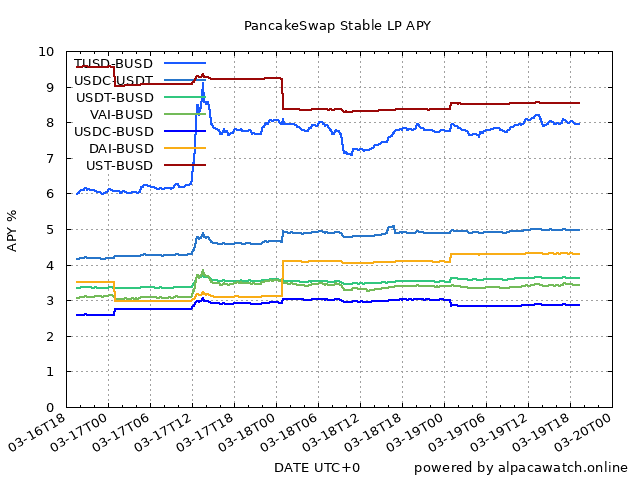 PancakeSwap Stable LP APY
APY %
10
9
8
7
6
5
4
3
2
1
0
TUSD-BUSD
USDC-USDT
USDT-BUSD
VAI-BUSD
USDC-BUSD
DAI-BUSD
UST-BUSD
03-16T18
03-17T00
03-17T06
03-17T12
03-17T18
03-18T00
03-18T06
03-18T12
03-18T18
03-19T00
03-19T06
03-19T12
03-19T18
03-20T00
DATE UTC+0
powered by alpacawatch.online